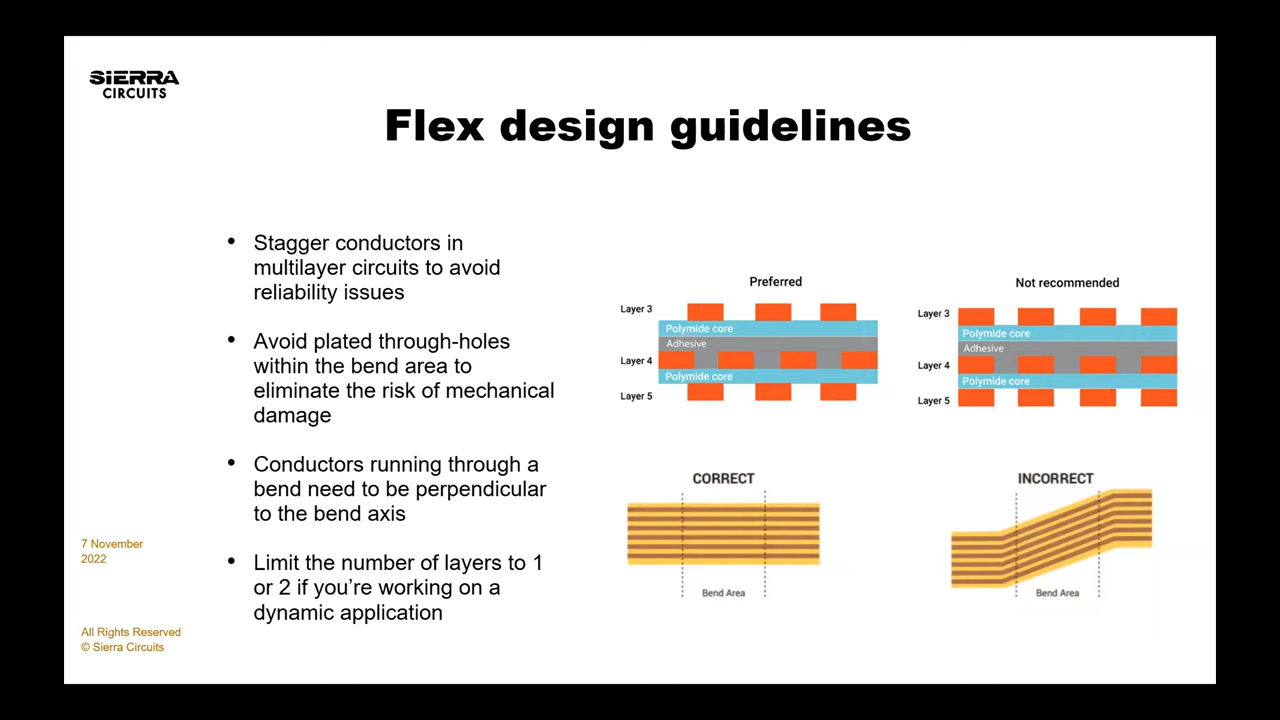 SiERRA
CIRCUITS
Flex design guidelines
• Stagger conductors in
multilayer circuits to avoid
reliability issues
• Avoid plated through-holes
within the bend area to
eliminate the risk of mechanical
damage
• Conductors running through a
bend need to be perpendicular
to the bend axis
• Limit the number of layers to 1
or 2 if you’re working on a
dynamic application
Preferred
Layer 3
Polymide core
Adhesive
Layer 4
Polymide core
Layer 5
Not recommended
Layer 3
Polymide core
Adhesive
Layer 4
Polymide core
Layer 5
CORRECT
Bend Area
INCORRECT
Bend Area
7 November
2022
All Rights Reserved
© Sierra Circuits